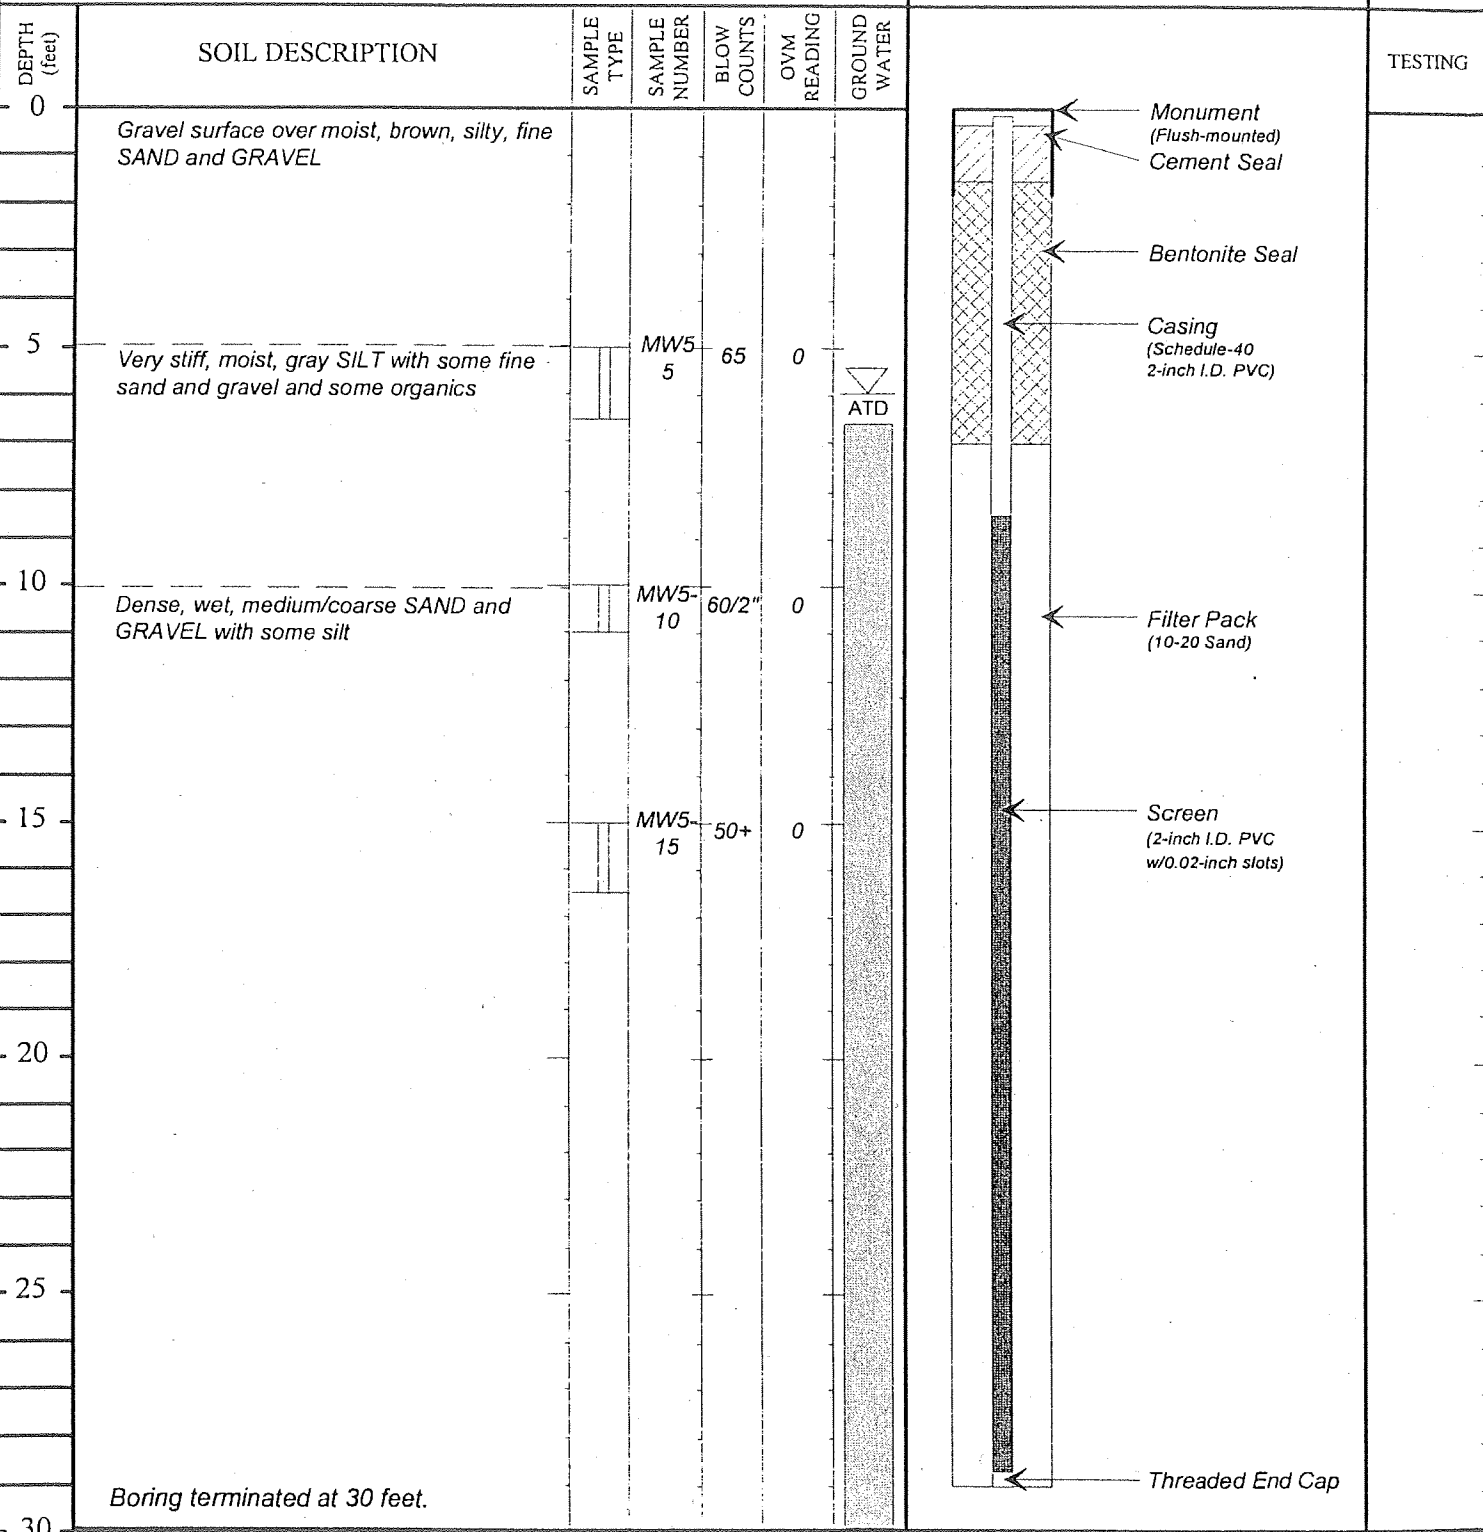 DEPTH
(feet)
SOIL DESCRIPTION
SAMPLE
TYPE
SAMPLE
NUMBER
BLOW
COUNTS
OVM
READING
GROUND
WATER
TESTING
0
Gravel surface over moist, brown, silty, fine
SAND and GRAVEL
Monument
(Flush-mounted)
Cement Seal
Bentonite Seal
Casing
(Schedule-40
2-inch I.D. PVC)
5
Very stiff, moist, gray SILT with some fine
sand and gravel and some organics
MW5
5
65
0
ATD
10
Dense, wet, medium/coarse SAND and
GRAVEL with some silt
MW5-
10
60/2"
0
Filter Pack
(10-20 Sand)
15
MW5-
15
50+
0
Screen
(2-inch I.D. PVC
w/0.02-inch slots)
20
25
Threaded End Cap
Boring terminated at 30 feet.
30